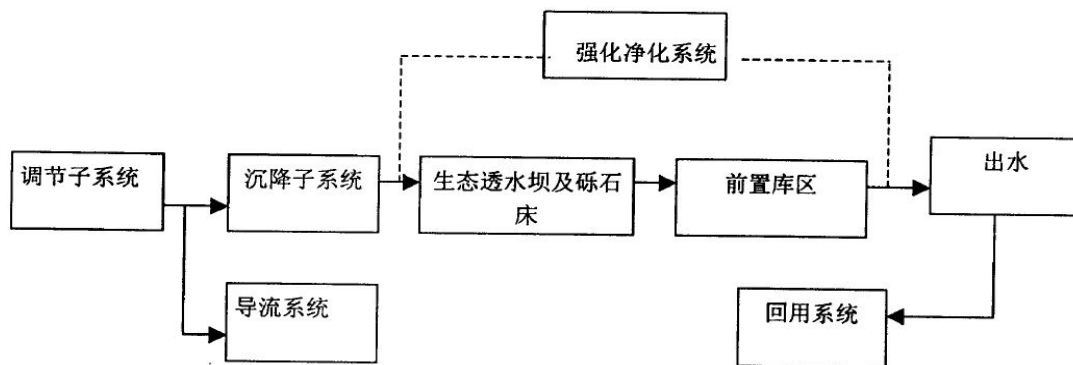 强化净化系统
调节子系统
沉降子系统
生态透水坝及砾石
床
前置库区
出水
导流系统
回用系统